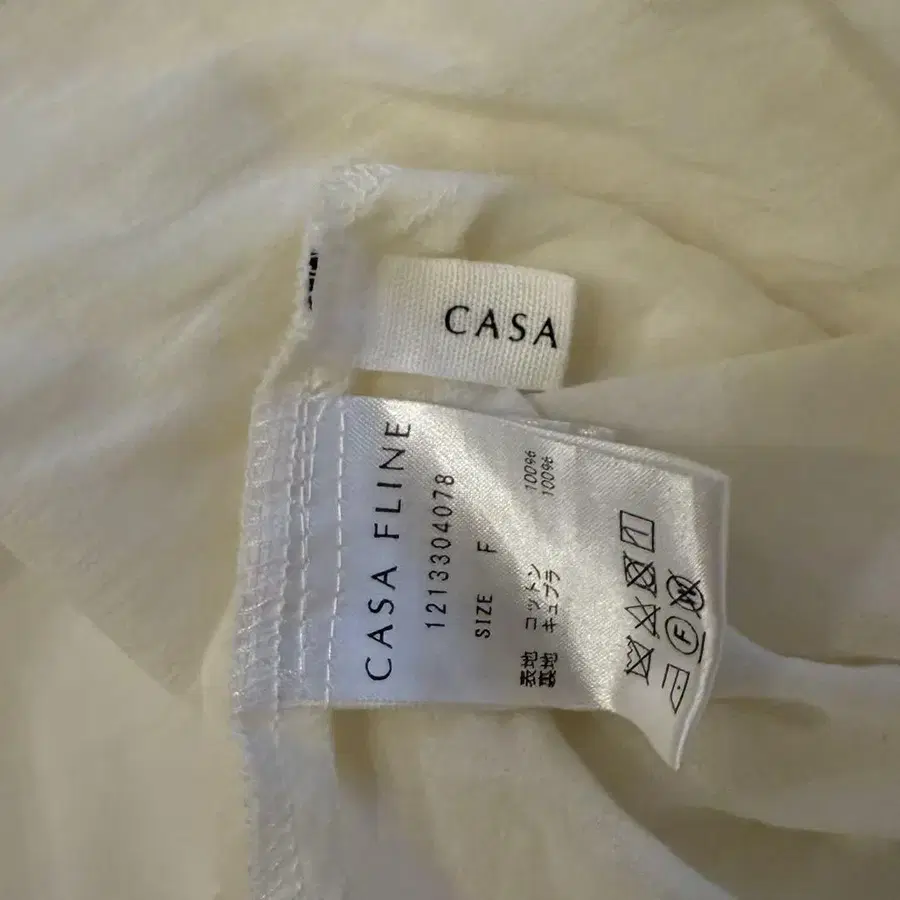 CASA
CASA FLINE
1213304078
SIZE F
表地 コットン 100%
裏地 キュプラ 100%
F
W